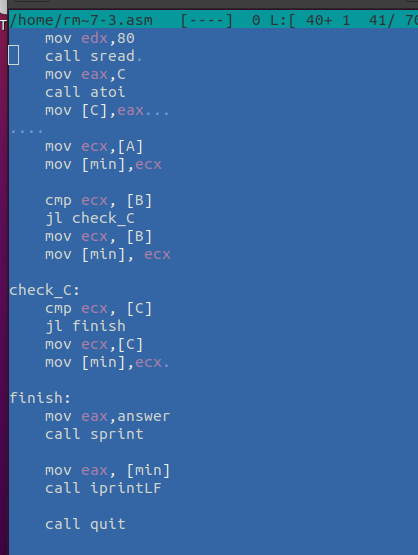 /home/rm~7-3.asm   [----]  0 L:[ 40+ 1  41/ 70
    mov edx,80
    call sread.
    mov eax,C
    call atoi
    mov [C],eax...
....
    mov ecx,[A]
    mov [min],ecx
    cmp ecx, [B]
    jl check_C
    mov ecx, [B]
    mov [min], ecx
check_C:
    cmp ecx, [C]
    jl finish
    mov ecx,[C]
    mov [min],ecx.
finish:
    mov eax,answer
    call sprint
    mov eax, [min]
    call iprintLF
    call quit